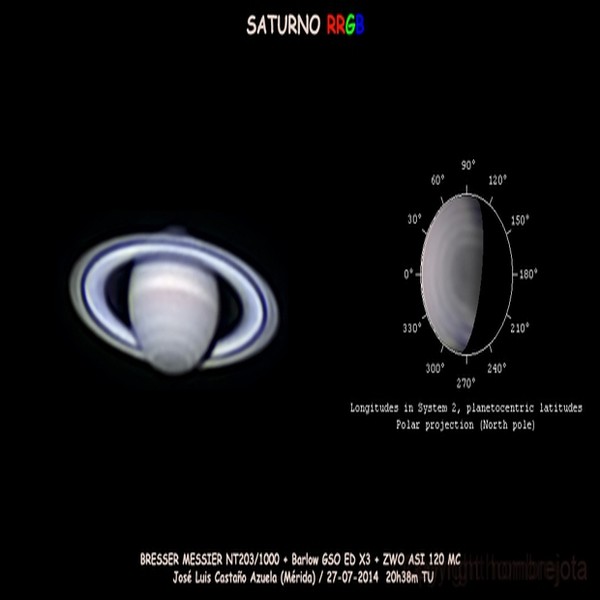 SATURNO RRGB
90°
60° 120°
30° 150°
0° 180°
330° 210°
300° 240°
270°
Longitudes in System 2, planetocentric latitudes
Polar projection (North pole)
BRESSER MESSIER NT203/1000 + Barlow GSO ED X3 + ZWO ASI 120 MC
José Luis Castaño Azuela (Mérida) / 27-07-2014 20h38m TU
hombrejota